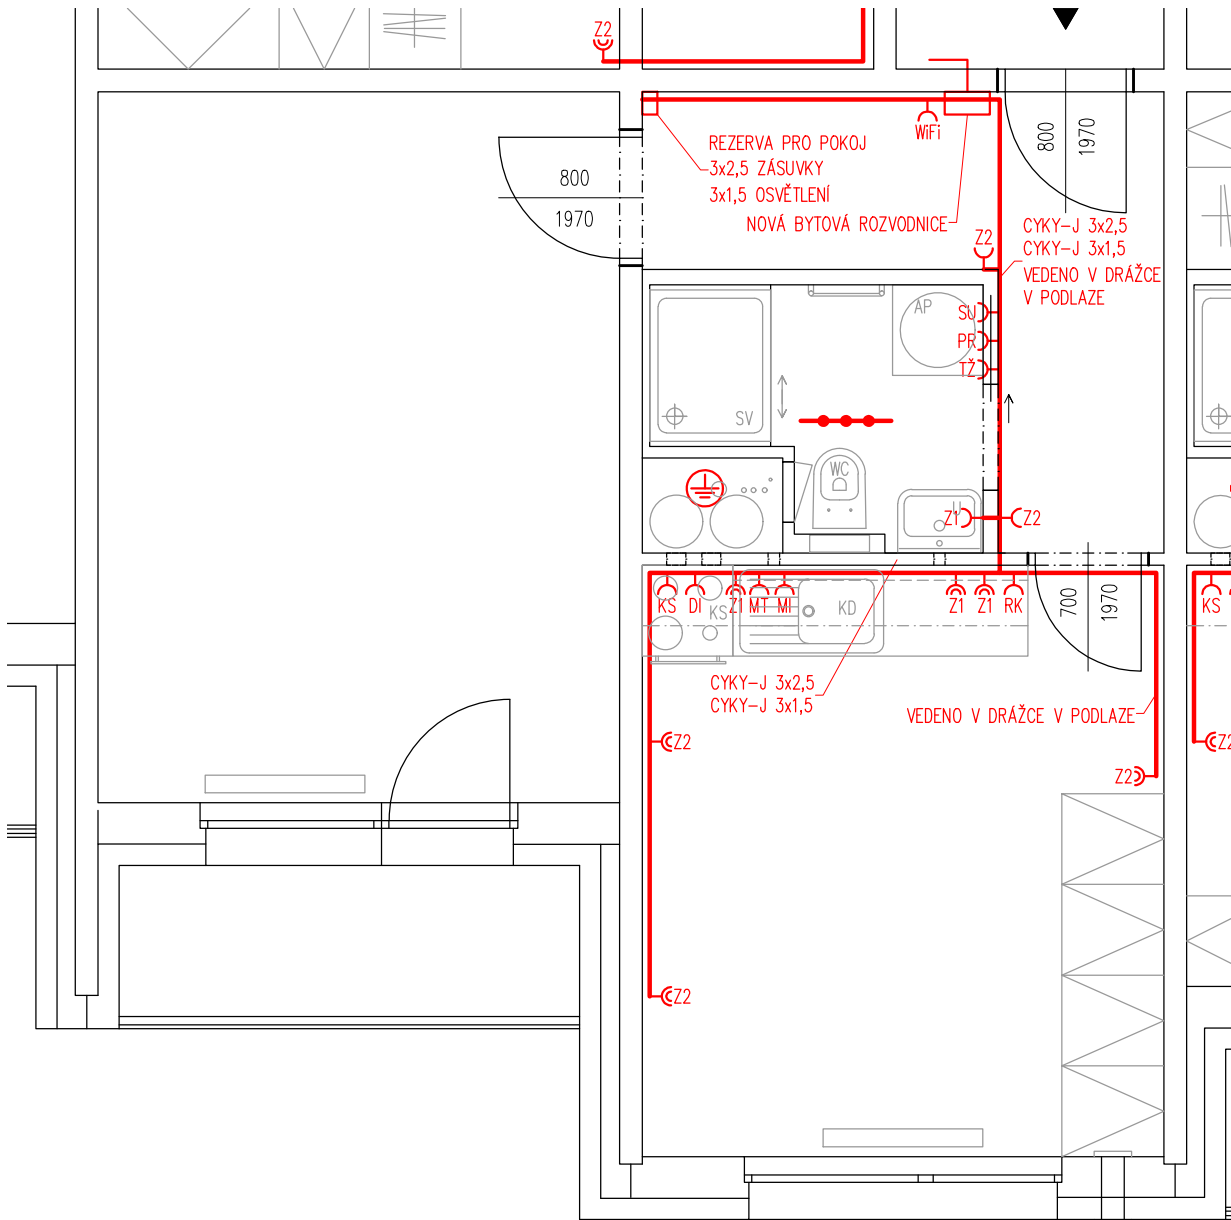 Z2
WiFi
800
1970
REZERVA PRO POKOJ
3x2,5 ZÁSUVKY
3x1,5 OSVĚTLENÍ
NOVÁ BYTOVÁ ROZVODNICE
800
1970
Z2
CYKY-J 3x2,5
CYKY-J 3x1,5
VEDENO V DRÁŽCE
V PODLAZE
AP
SU
PR
TŽ
SV
WC
U
Z1
Z2
KS
DI
Z1
MT
MI
Z1
Z1
RK
KS
KS
KD
700
1970
CYKY-J 3x2,5
CYKY-J 3x1,5
VEDENO V DRÁŽCE V PODLAZE
Z2
Z2
Z2
Z2